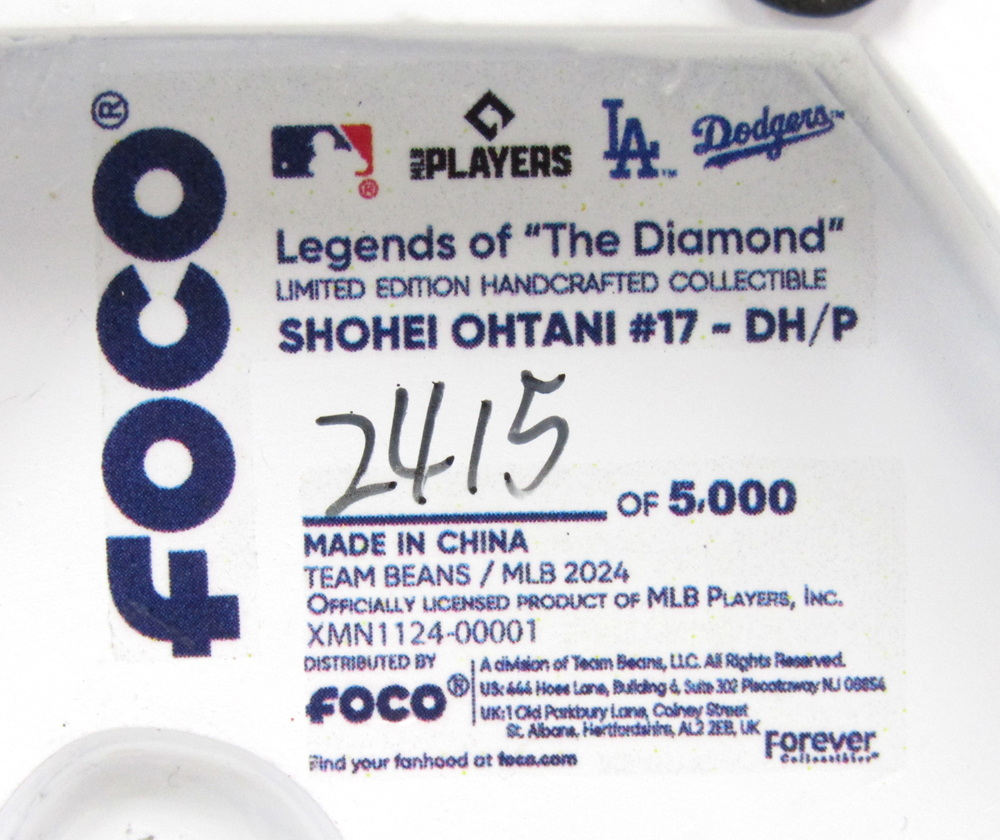 FOCO®
MLB PLAYERS LA™ Dodgers™
Legends of “The Diamond”
LIMITED EDITION HANDCRAFTED COLLECTIBLE
SHOHEI OHTANI #17 - DH/P
2415 OF 5,000
MADE IN CHINA
TEAM BEANS / MLB 2024
OFFICIALLY LICENSED PRODUCT OF MLB PLAYERS, INC.
XMN1124-00001
DISTRIBUTED BY
FOCO®
A division of Team Beans, LLC. All Rights Reserved.
US: 444 Hoes Lane, Building 6, Suite 302 Piscataway NJ 08854
UK: 1 Old Parkbury Lane, Colney Street
St. Albans, Hertfordshire, AL2 2EB, UK
Forever
Collectibles™
Find your fanhood at foco.com